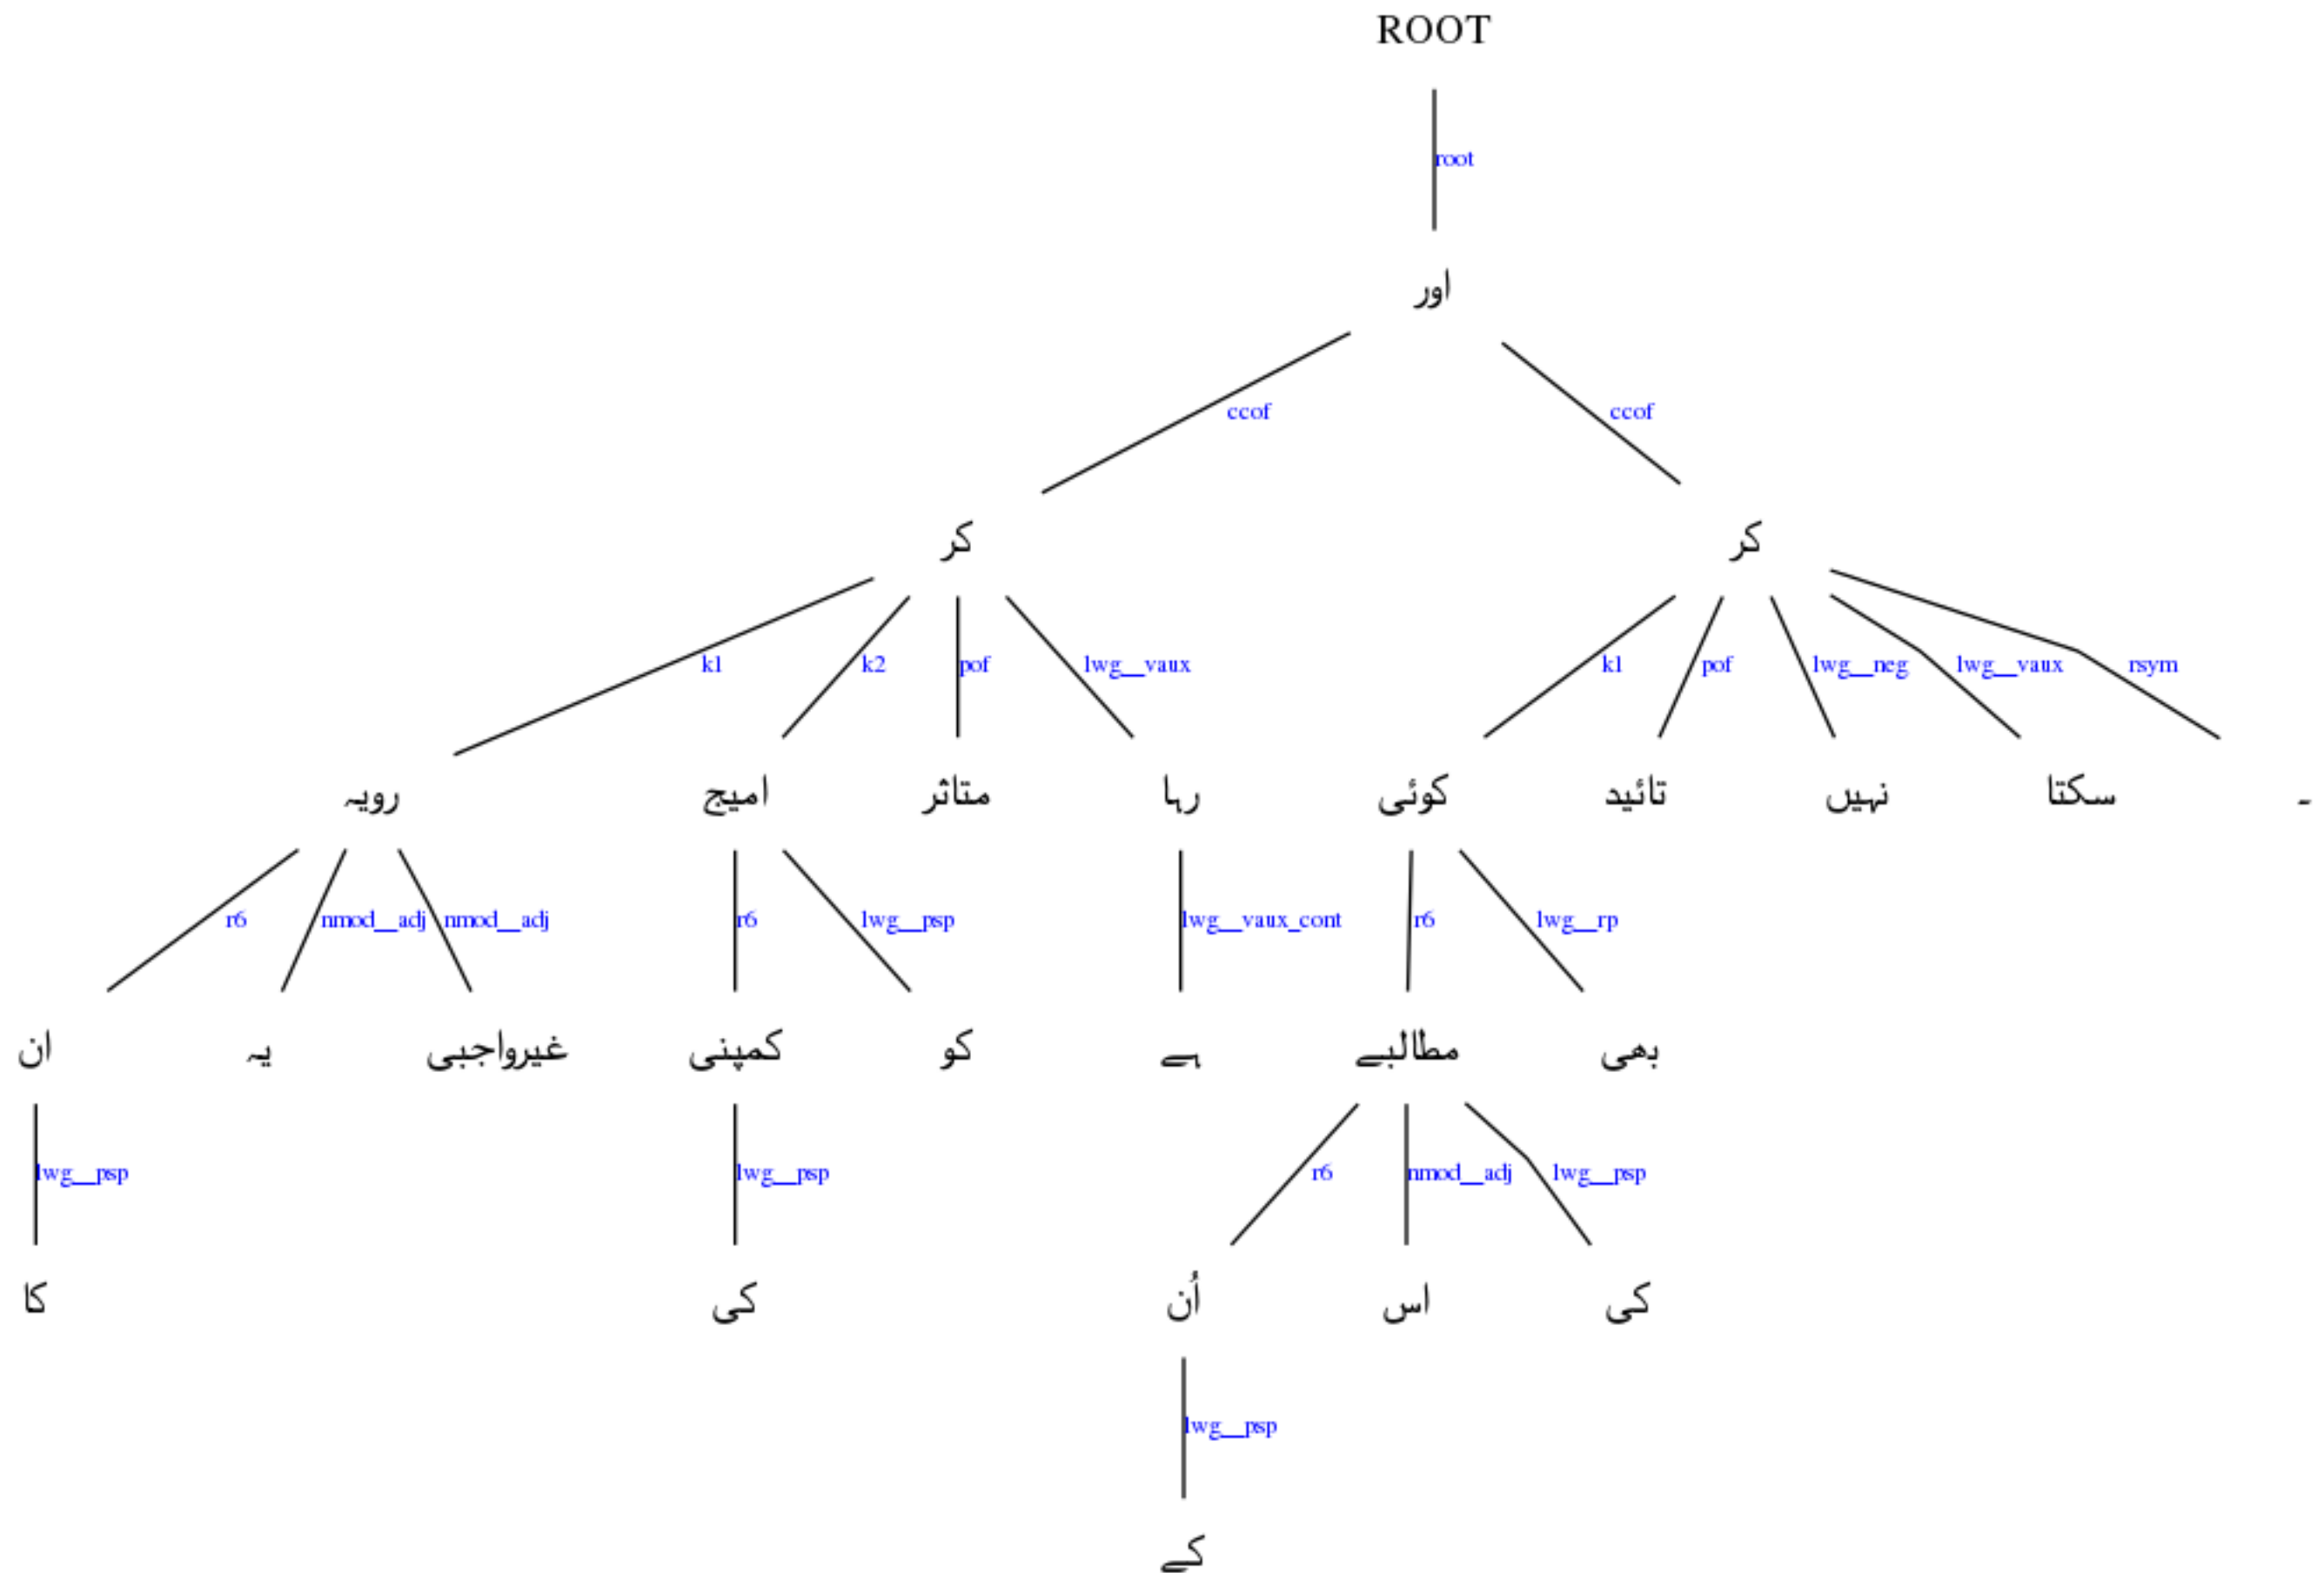 ROOT
root
اور
ccof ccof
کر کر
k1 k2 pof lwg__vaux k1 pof lwg__neg lwg__vaux rsym
رویہ امیج متاثر رہا کوئی تائید نہیں سکتا ۔
r6 nmod__adj nmod__adj r6 lwg__psp lwg__vaux_cont r6 lwg__rp
ان یہ غیرواجبی کمپنی کو ہے مطالبے بھی
lwg__psp lwg__psp r6 nmod__adj lwg__psp
کا کی اُن اس کی
lwg__psp
کے